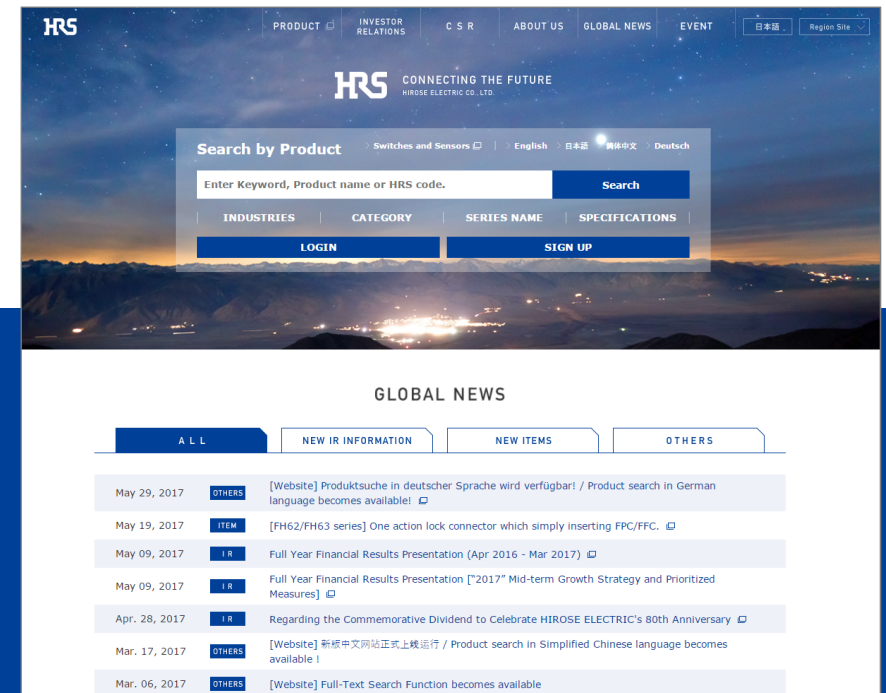 HRS
PRODUCT
INVESTOR
RELATIONS
C S R
ABOUT US
GLOBAL NEWS
EVENT
日本語
Region Site
HRS
CONNECTING THE FUTURE
HIROSE ELECTRIC CO.,LTD.
Search by Product
Switches and Sensors
English
日本語
简体中文
Deutsch
Enter Keyword, Product name or HRS code.
Search
INDUSTRIES
CATEGORY
SERIES NAME
SPECIFICATIONS
LOGIN
SIGN UP
GLOBAL NEWS
ALL
NEW IR INFORMATION
NEW ITEMS
OTHERS
May 29, 2017 OTHERS [Website] Produktsuche in deutscher Sprache wird verfügbar! / Product search in German
language becomes available!
May 19, 2017 ITEM [FH62/FH63 series] One action lock connector which simply inserting FPC/FFC.
May 09, 2017 I R Full Year Financial Results Presentation (Apr 2016 - Mar 2017)
May 09, 2017 I R Full Year Financial Results Presentation ["2017" Mid-term Growth Strategy and Prioritized
Measures]
Apr. 28, 2017 I R Regarding the Commemorative Dividend to Celebrate HIROSE ELECTRIC's 80th Anniversary
Mar. 17, 2017 OTHERS [Website] 新版中文网站正式上线运行 / Product search in Simplified Chinese language becomes
available !
Mar. 06, 2017 OTHERS [Website] Full-Text Search Function becomes available